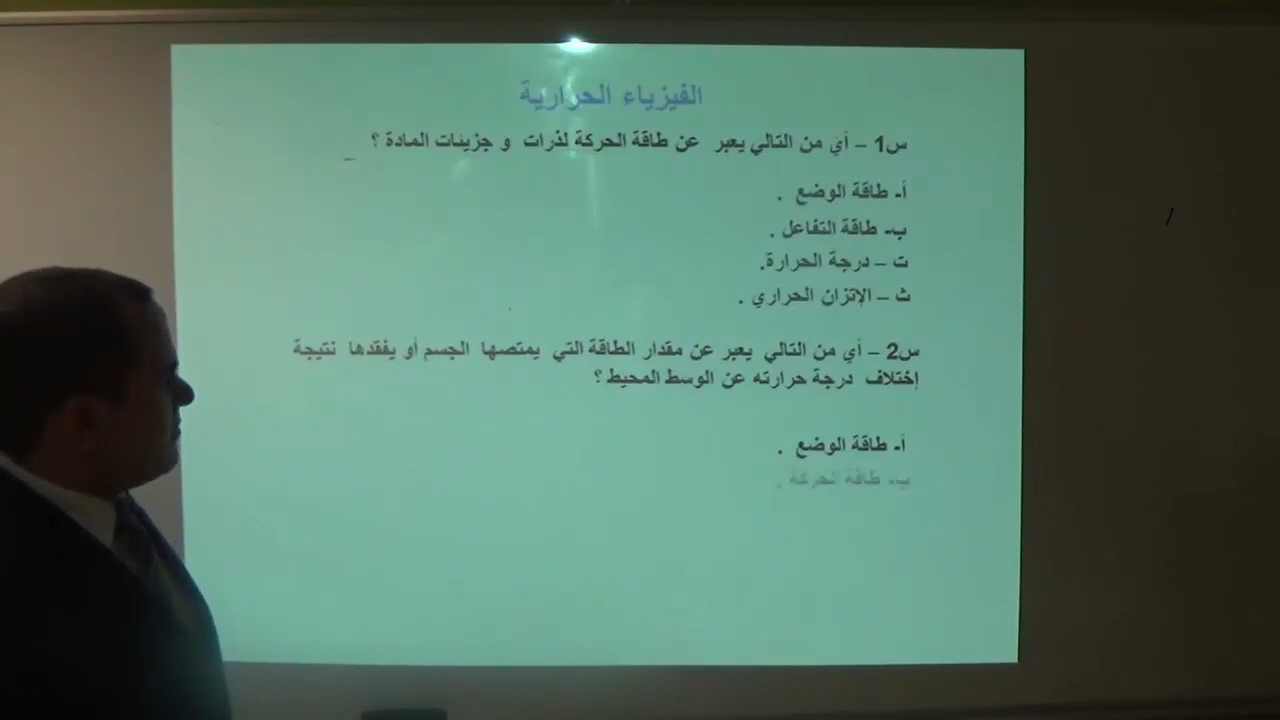 الفيزياء الحرارية
س1 – أي من التالي يعبر عن طاقة الحركة لذرات و جزيئات المادة ؟
أ- طاقة الوضع .
ب- طاقة التفاعل .
ت – درجة الحرارة.
ث – الإتزان الحراري .
س2 – أي من التالي يعبر عن مقدار الطاقة التي يمتصها الجسم أو يفقدها نتيجة
إختلاف درجة حرارته عن الوسط المحيط ؟
أ- طاقة الوضع .
ب- طاقة الحركة .